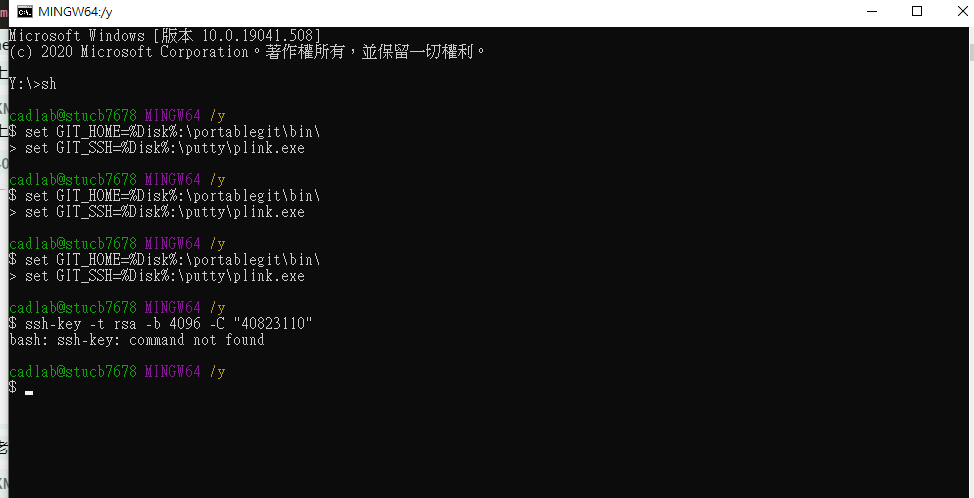 MINGW64:/y
Microsoft Windows [版本 10.0.19041.508]
(c) 2020 Microsoft Corporation。著作權所有，並保留一切權利。
Y:\>sh
cadlab@stucb7678 MINGW64 /y
$ set GIT_HOME=%Disk%:\portablegit\bin\
> set GIT_SSH=%Disk%:\putty\plink.exe
cadlab@stucb7678 MINGW64 /y
$ set GIT_HOME=%Disk%:\portablegit\bin\
> set GIT_SSH=%Disk%:\putty\plink.exe
cadlab@stucb7678 MINGW64 /y
$ set GIT_HOME=%Disk%:\portablegit\bin\
> set GIT_SSH=%Disk%:\putty\plink.exe
cadlab@stucb7678 MINGW64 /y
$ ssh-key -t rsa -b 4096 -C "40823110"
bash: ssh-key: command not found
cadlab@stucb7678 MINGW64 /y
$